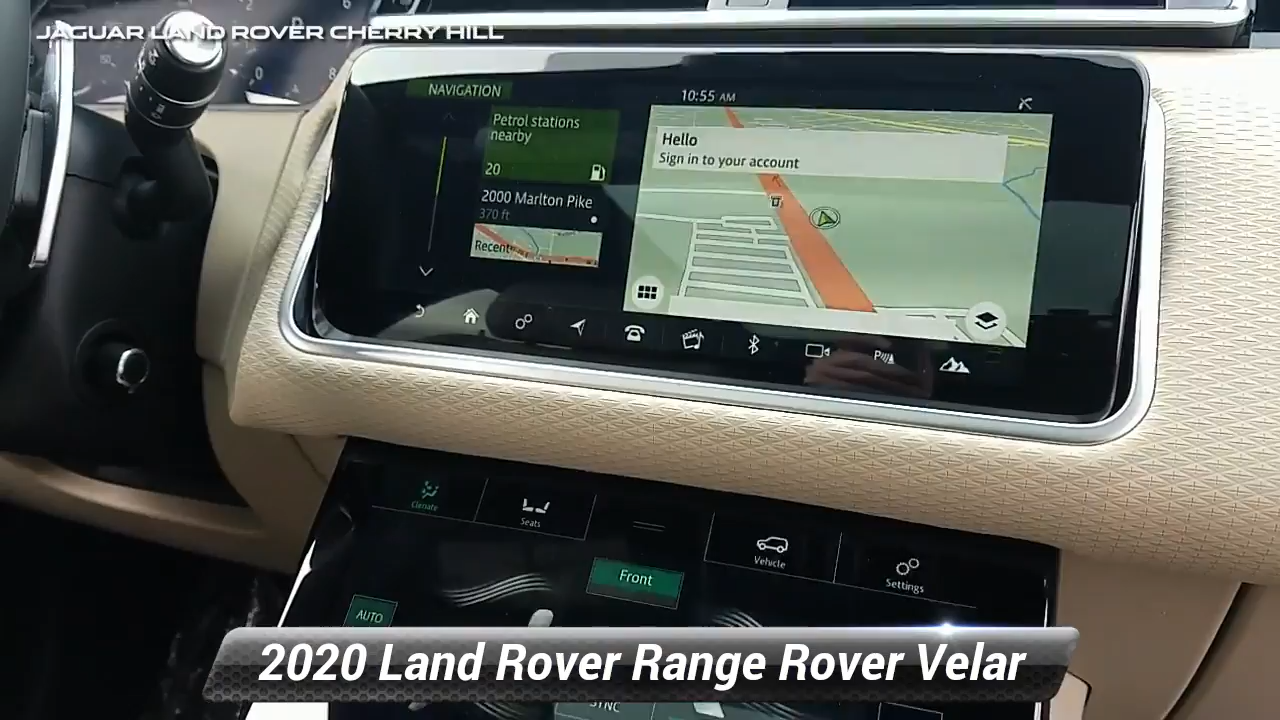 JAGUAR LAND ROVER CHERRY HILL
NAVIGATION
10:55 AM
Petrol stations
nearby
20
Hello
Sign in to your account
2000 Marlton Pike
370 ft
Recent
Climate
Seats
Vehicle
Settings
Front
AUTO
2020 Land Rover Range Rover Velar
SYNC